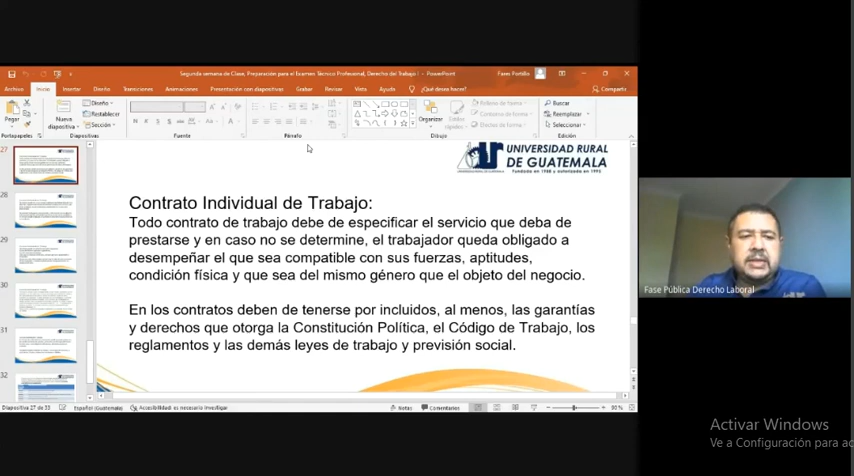 Segunda semana de Clase, Preparación para el Examen Técnico Profesional, Derecho del Trabajo I - PowerPoint
Fares Portillo
Archivo Inicio Insertar Diseño Transiciones Animaciones Presentación con diapositivas Grabar Revisar Vista Ayuda ¿Qué desea hacer? Compartir
Pegar
Nueva diapositiva
Diseño
Restablecer
Sección
N K S
Organizar
Estilos rápidos
Relleno de forma
Contorno de forma
Efectos de forma
Buscar
Reemplazar
Seleccionar
Portapapeles Diapositivas Fuente Párrafo Dibujo Edición
27
28
29
30
31
32
UNIVERSIDAD RURAL
DE GUATEMALA
Contrato Individual de Trabajo:
Todo contrato de trabajo debe de especificar el servicio que deba de
prestarse y en caso no se determine, el trabajador queda obligado a
desempeñar el que sea compatible con sus fuerzas, aptitudes,
condición física y que sea del mismo género que el objeto del negocio.
En los contratos deben de tenerse por incluidos, al menos, las garantías
y derechos que otorga la Constitución Política, el Código de Trabajo, los
reglamentos y las demás leyes de trabajo y previsión social.
Diapositiva 27 de 33 Español (Guatemala) Accesibilidad: es necesario investigar Notas Comentarios 90 %
Fase Pública Derecho Laboral
Activar Windows
Ve a Configuración para ac